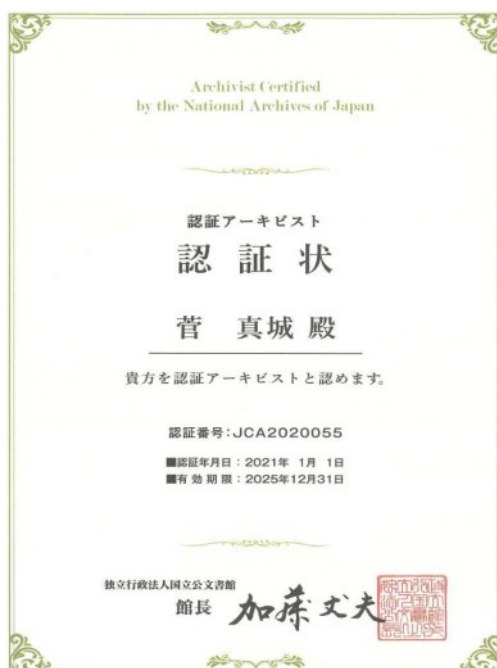 Archivist Certified
by the National Archives of Japan
認証アーキビスト
認証状
菅 真城 殿
貴方を認証アーキビストと認めます。
認証番号:JCA2020055
■認証年月日:2021年 1月 1日
■有効期限:2025年12月31日
独立行政法人国立公文書館
館長 加藤丈夫